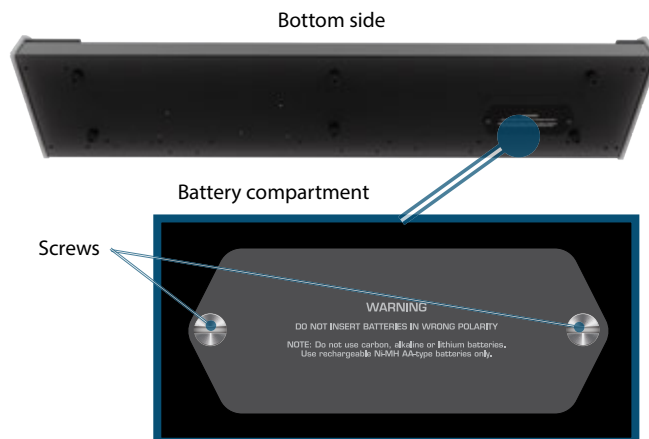 Bottom side
Battery compartment
Screws
WARNING
DO NOT INSERT BATTERIES IN WRONG POLARITY
NOTE: Do not use carbon, alkaline or lithium batteries.
Use rechargeable Ni-MH AA-type batteries only.